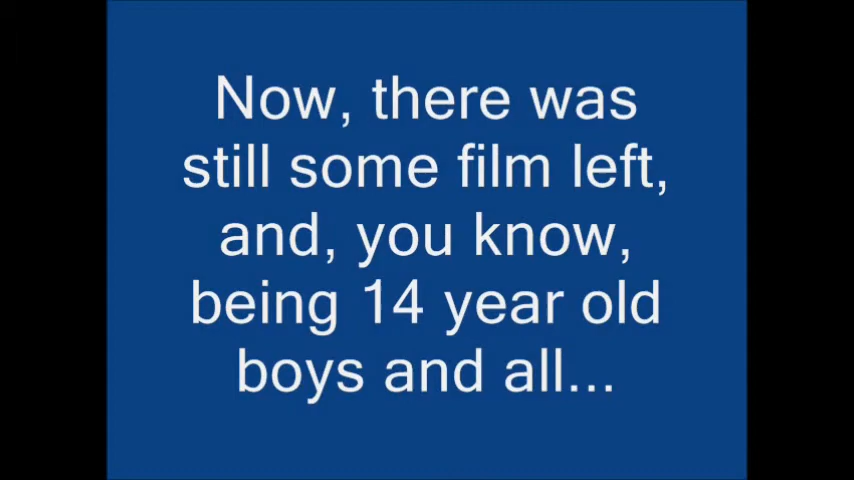 Now, there was
still some film left,
and, you know,
being 14 year old
boys and all...